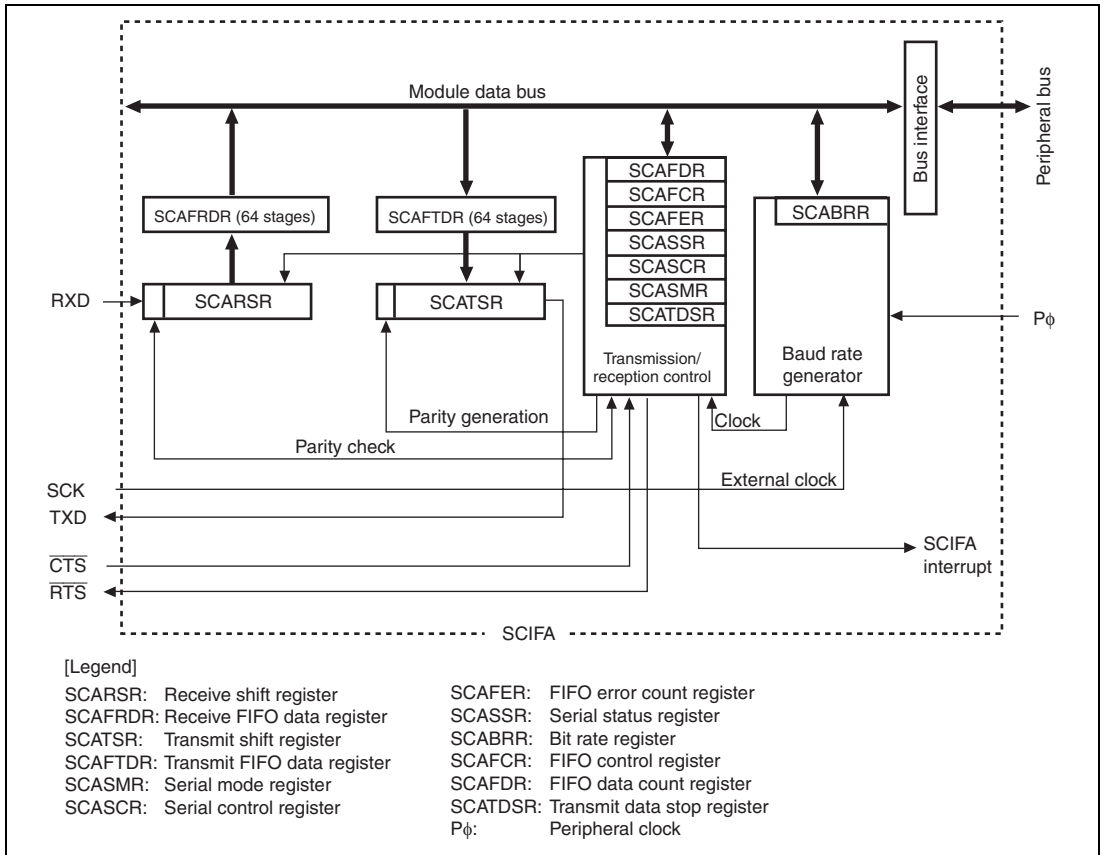 Module data bus
Bus interface
Peripheral bus
SCAFRDR (64 stages)
SCAFTDR (64 stages)
SCAFDR
SCAFCR
SCAFER
SCASSR
SCASCR
SCASMR
SCATDSR
Transmission/
reception control
SCABRR
Baud rate
generator
RXD
SCARSR
SCATSR
Pϕ
Parity generation
Clock
Parity check
External clock
SCK
TXD
CTS
RTS
SCIFA
interrupt
SCIFA
[Legend]
SCARSR: Receive shift register
SCAFRDR: Receive FIFO data register
SCATSR: Transmit shift register
SCAFTDR: Transmit FIFO data register
SCASMR: Serial mode register
SCASCR: Serial control register
SCAFER: FIFO error count register
SCASSR: Serial status register
SCABRR: Bit rate register
SCAFCR: FIFO control register
SCAFDR: FIFO data count register
SCATDSR: Transmit data stop register
Pϕ: Peripheral clock